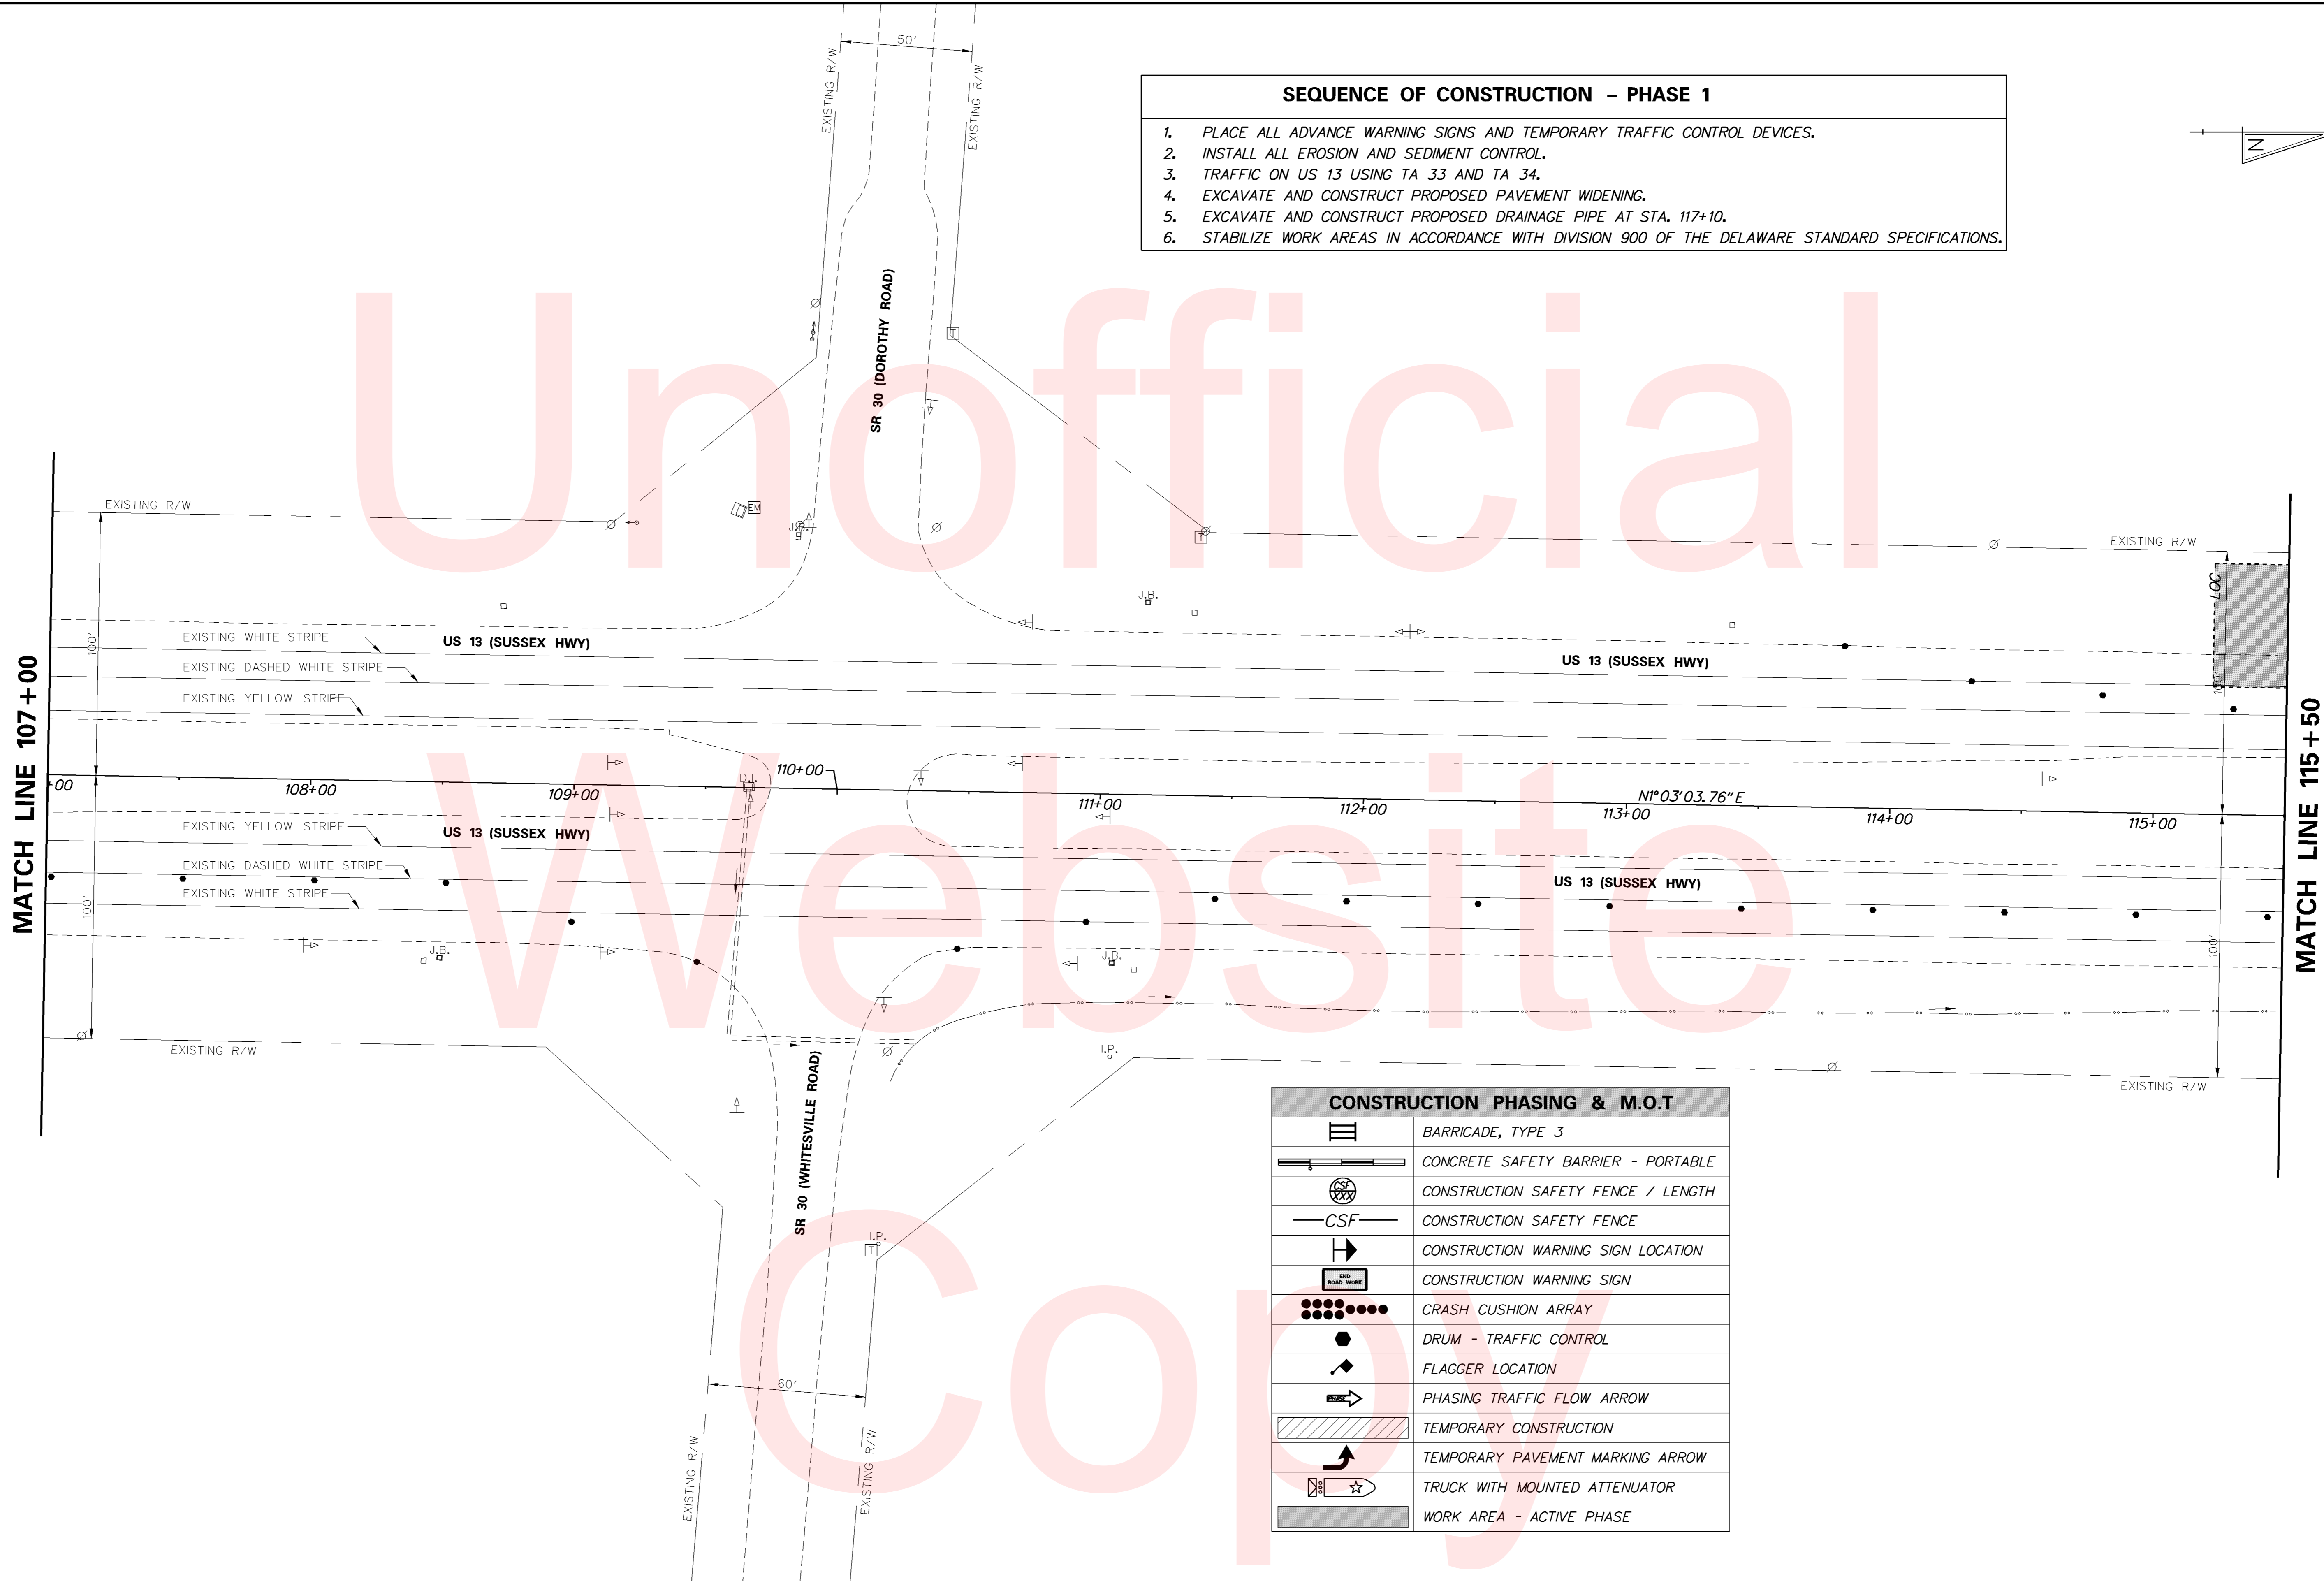 50'
EXISTING R/W
EXISTING R/W
SEQUENCE OF CONSTRUCTION – PHASE 1
1. PLACE ALL ADVANCE WARNING SIGNS AND TEMPORARY TRAFFIC CONTROL DEVICES.
2. INSTALL ALL EROSION AND SEDIMENT CONTROL.
3. TRAFFIC ON US 13 USING TA 33 AND TA 34.
4. EXCAVATE AND CONSTRUCT PROPOSED PAVEMENT WIDENING.
5. EXCAVATE AND CONSTRUCT PROPOSED DRAINAGE PIPE AT STA. 117+10.
6. STABILIZE WORK AREAS IN ACCORDANCE WITH DIVISION 900 OF THE DELAWARE STANDARD SPECIFICATIONS.
N
Unofficial
Website
Copy
SR 30 (DOROTHY ROAD)
T
EXISTING R/W
EM
J.B.
T
EXISTING R/W
LOC
J.B.
100'
EXISTING WHITE STRIPE
US 13 (SUSSEX HWY)
EXISTING DASHED WHITE STRIPE
US 13 (SUSSEX HWY)
EXISTING YELLOW STRIPE
100'
MATCH LINE 107+00
MATCH LINE 115+50
+00
108+00
109+00
D.I.
110+00
111+00
112+00
N1°03'03.76"E
113+00
114+00
115+00
EXISTING YELLOW STRIPE
US 13 (SUSSEX HWY)
EXISTING DASHED WHITE STRIPE
EXISTING WHITE STRIPE
US 13 (SUSSEX HWY)
100'
100'
J.B.
J.B.
EXISTING R/W
I.P.
EXISTING R/W
SR 30 (WHITESVILLE ROAD)
I.P.
T
60'
EXISTING R/W
EXISTING R/W
CONSTRUCTION PHASING & M.O.T
BARRICADE, TYPE 3
CONCRETE SAFETY BARRIER - PORTABLE
CSF
XXX
CONSTRUCTION SAFETY FENCE / LENGTH
CSF
CONSTRUCTION SAFETY FENCE
CONSTRUCTION WARNING SIGN LOCATION
END
ROAD WORK
CONSTRUCTION WARNING SIGN
CRASH CUSHION ARRAY
DRUM - TRAFFIC CONTROL
FLAGGER LOCATION
PHASE
PHASING TRAFFIC FLOW ARROW
TEMPORARY CONSTRUCTION
TEMPORARY PAVEMENT MARKING ARROW
TRUCK WITH MOUNTED ATTENUATOR
WORK AREA - ACTIVE PHASE